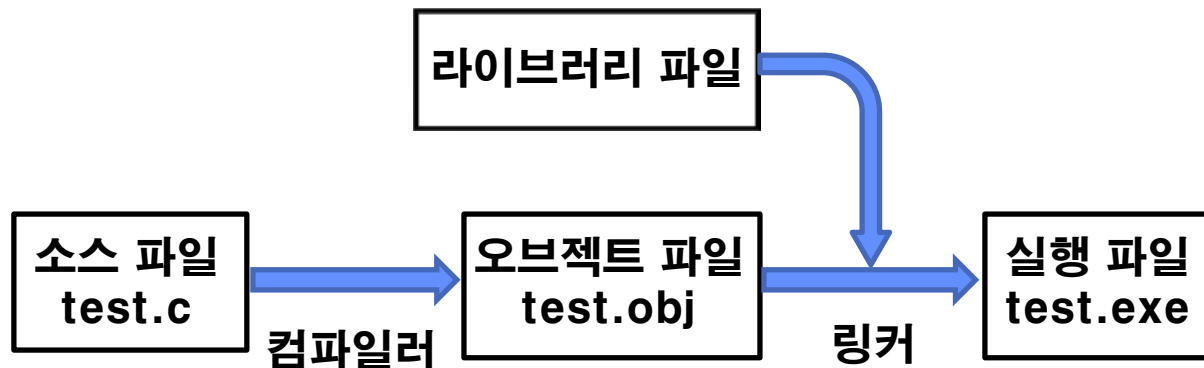 라이브러리 파일
소스 파일
test.c
컴파일러
오브젝트 파일
test.obj
링커
실행 파일
test.exe